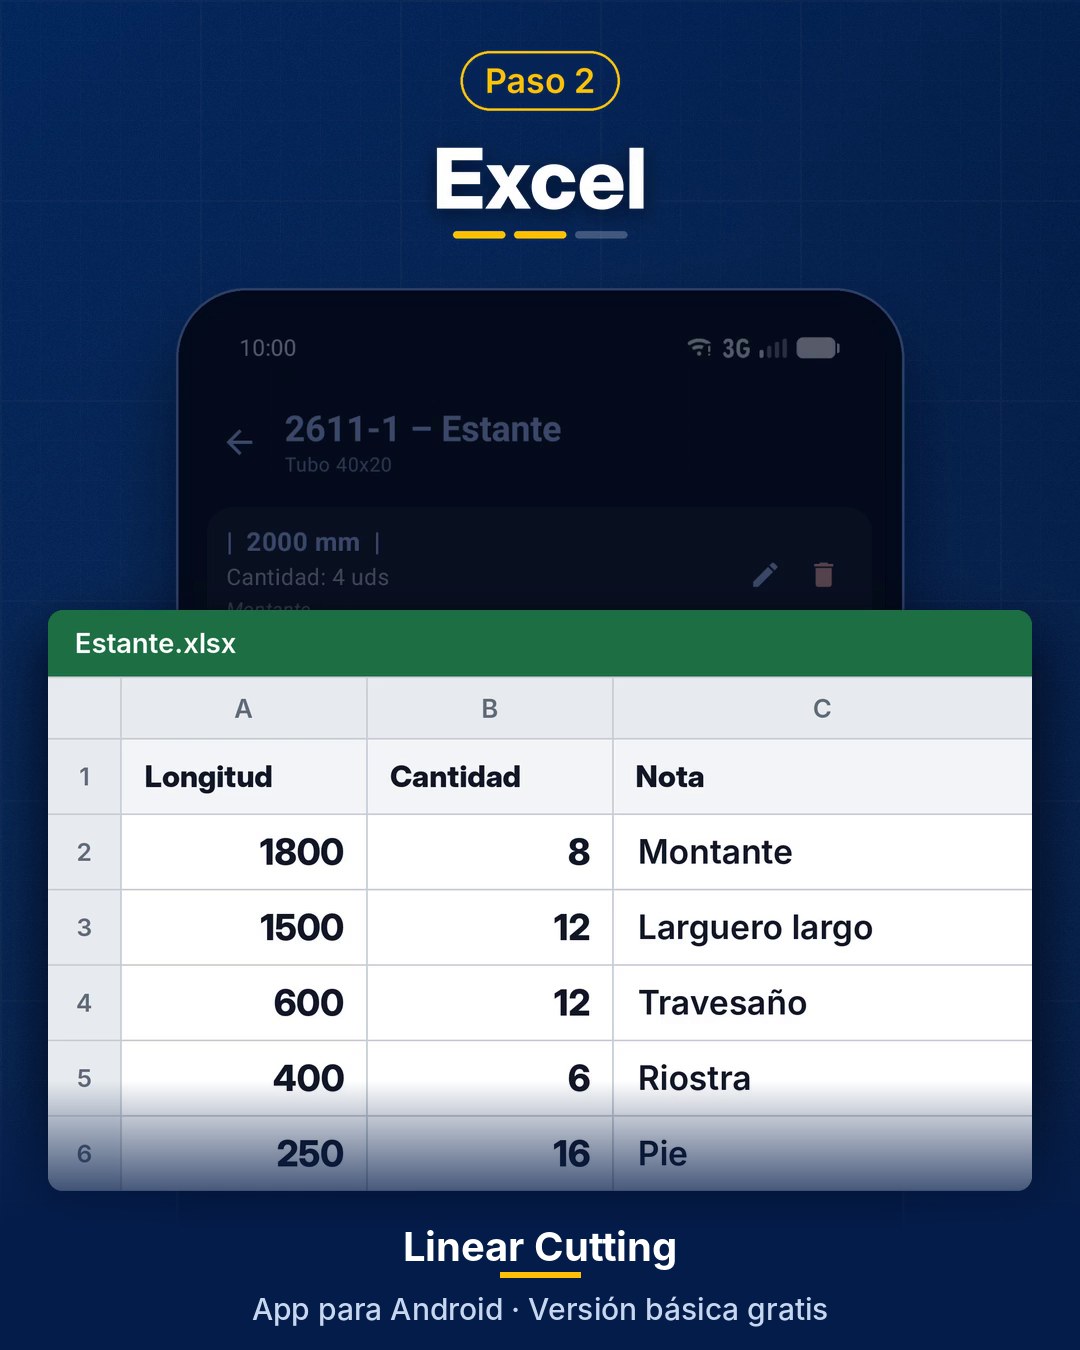 Paso 2
Excel
10:00 3G
2611-1 – Estante
Tubo 40x20
| 2000 mm |
Cantidad: 4 uds
Montante
Estante.xlsx
A B C
1 Longitud Cantidad Nota
2 1800 8 Montante
3 1500 12 Larguero largo
4 600 12 Travesaño
5 400 6 Riostra
6 250 16 Pie
Linear Cutting
App para Android · Versión básica gratis